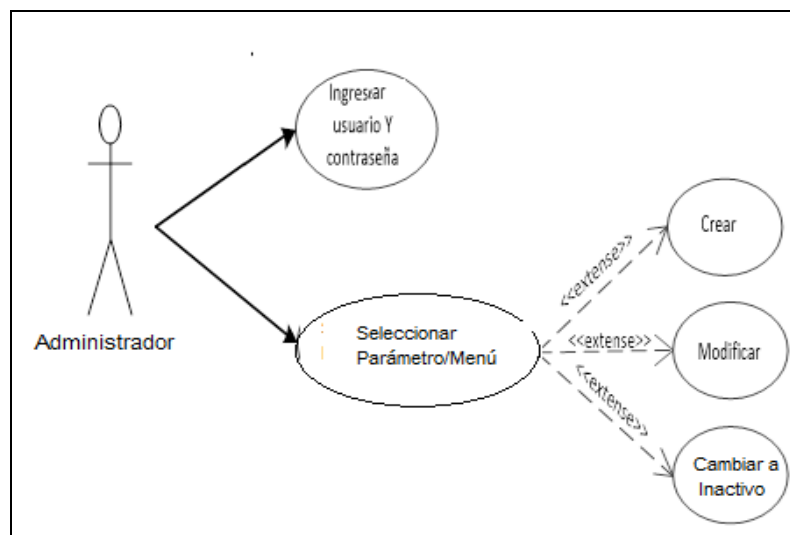 Ingresar
usuario Y
contraseña
Crear
<<extense>>
Seleccionar
Parámetro/Menú
<<extense>>
Modificar
Administrador
<<extense>>
Cambiar a
Inactivo